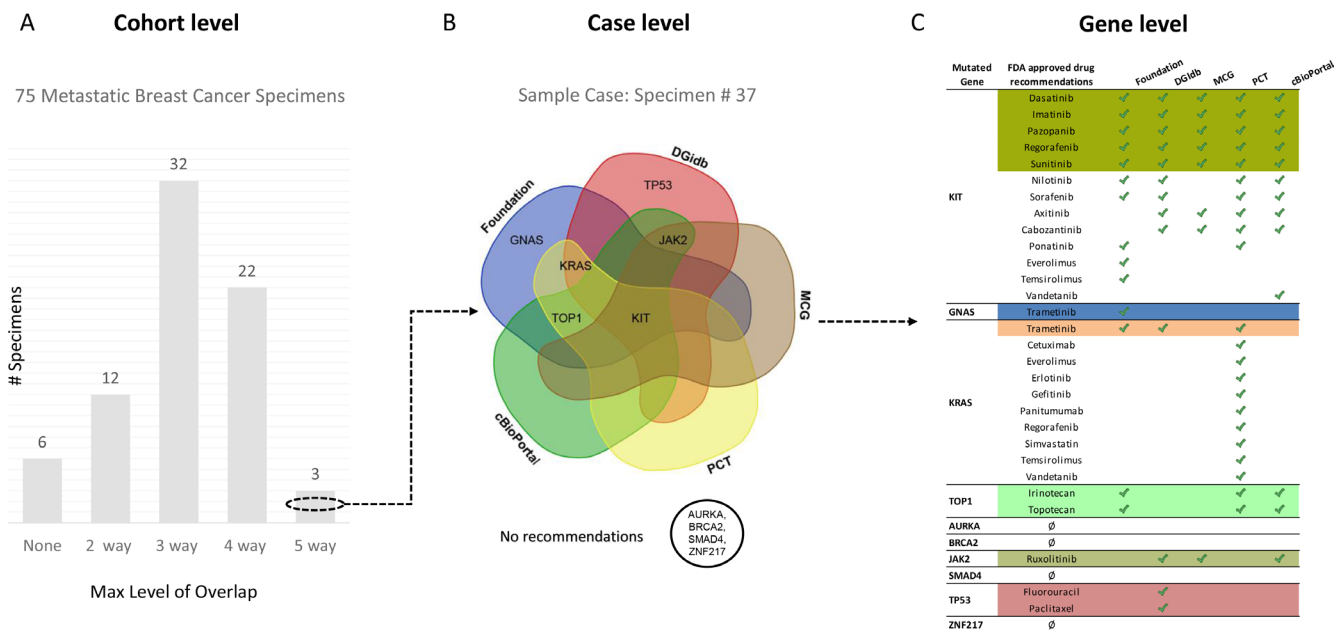 A Cohort level
75 Metastatic Breast Cancer Specimens
# Specimens
6
12
32
22
3
None 2 way 3 way 4 way 5 way
Max Level of Overlap
B Case level
Sample Case: Specimen # 37
Foundation
DGidb
MCG
PCT
cBioPortal
TP53
GNAS
JAK2
KRAS
TOP1
KIT
No recommendations
AURKA,
BRCA2,
SMAD4,
ZNF217
C Gene level
Mutated
Gene
FDA approved drug
recommendations
Foundation
DGIdb
MCG
PCT
cBioPortal
Dasatinib
Imatinib
Pazopanib
Regorafenib
Sunitinib
Nilotinib
KIT Sorafenib
Axitinib
Cabozantinib
Ponatinib
Everolimus
Temsirolimus
Vandetanib
GNAS Trametinib
Trametinib
Cetuximab
Everolimus
Erlotinib
KRAS Gefitinib
Panitumumab
Regorafenib
Simvastatin
Temsirolimus
Vandetanib
TOP1 Irinotecan
Topotecan
AURKA Ø
BRCA2 Ø
JAK2 Ruxolitinib
SMAD4 Ø
TP53 Fluorouracil
Paclitaxel
ZNF217 Ø